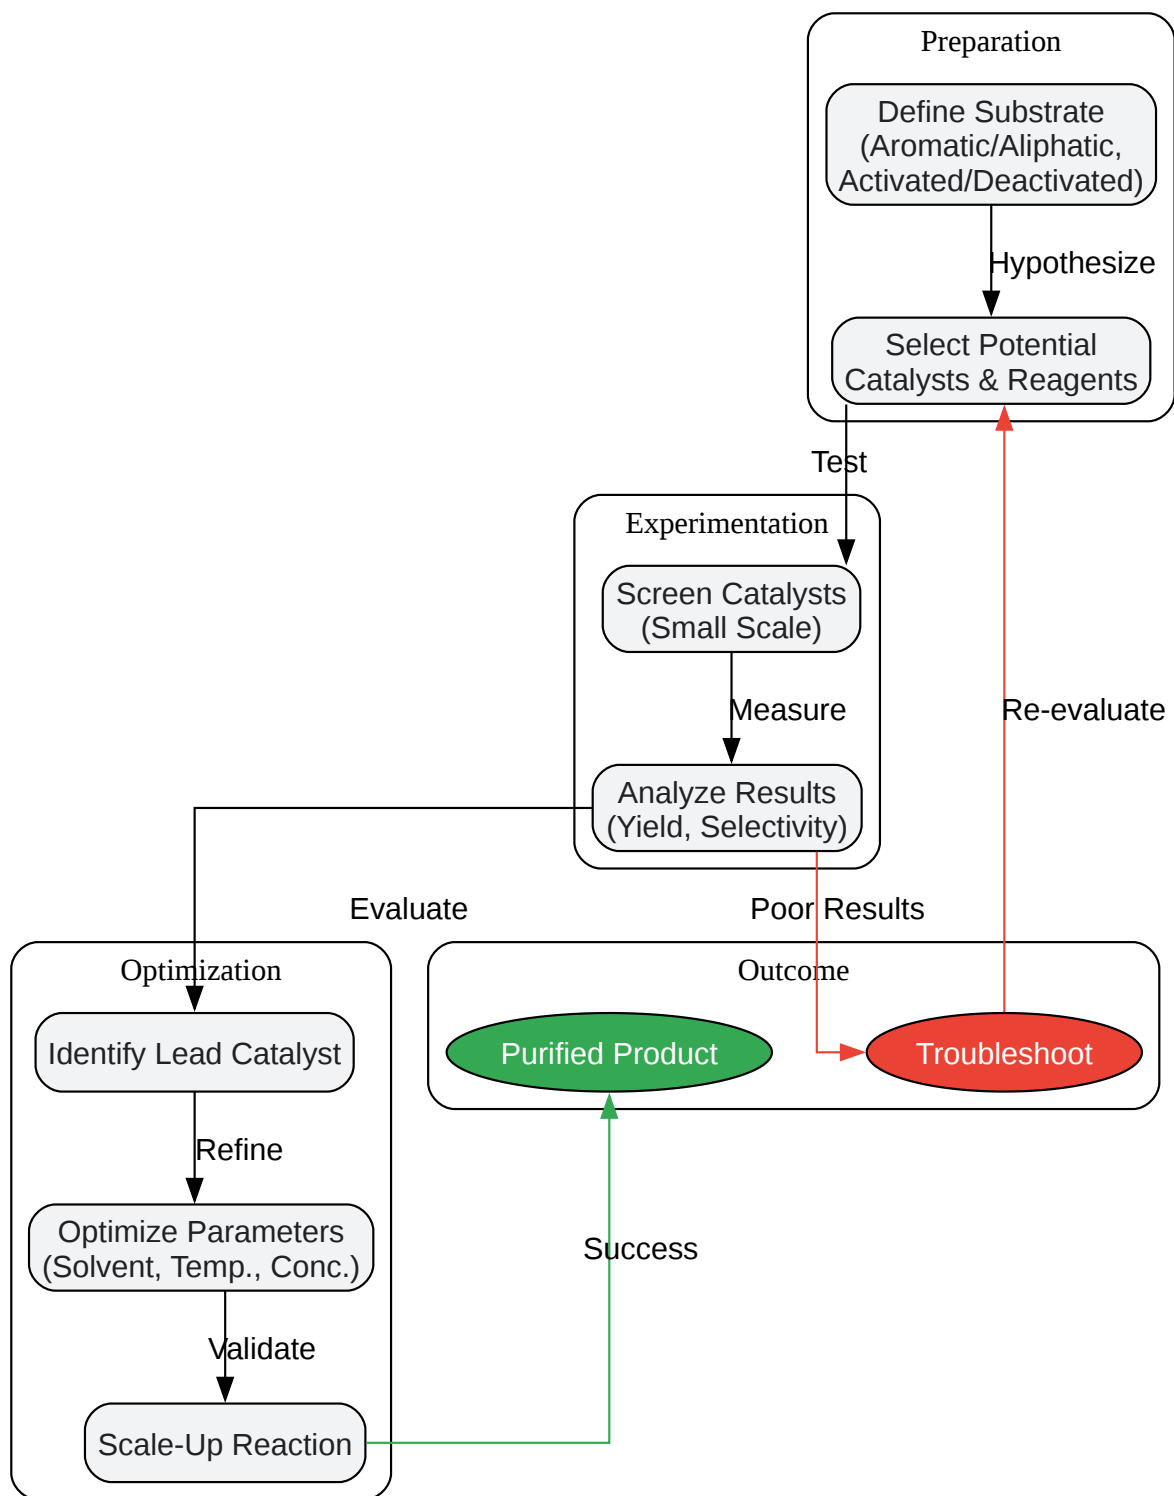 Preparation
Define Substrate
(Aromatic/Aliphatic,
Activated/Deactivated)
Hypothesize
Select Potential
Catalysts & Reagents
Test
Experimentation
Screen Catalysts
(Small Scale)
Measure
Re-evaluate
Analyze Results
(Yield, Selectivity)
Evaluate
Poor Results
Optimization
Outcome
Identify Lead Catalyst
Purified Product
Troubleshoot
Refine
Optimize Parameters
(Solvent, Temp., Conc.)
Success
Validate
Scale-Up Reaction